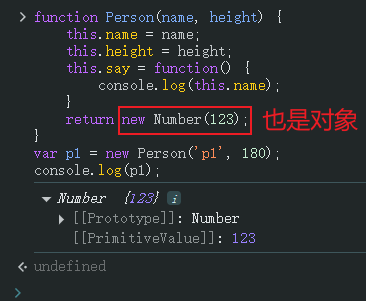 function Person(name, height) {
this.name = name;
this.height = height;
this.say = function() {
console.log(this.name);
}
return new Number(123); 也是对象
}
var p1 = new Person('p1', 180);
console.log(p1);
Number {123} i
[[Prototype]]: Number
[[PrimitiveValue]]: 123
undefined